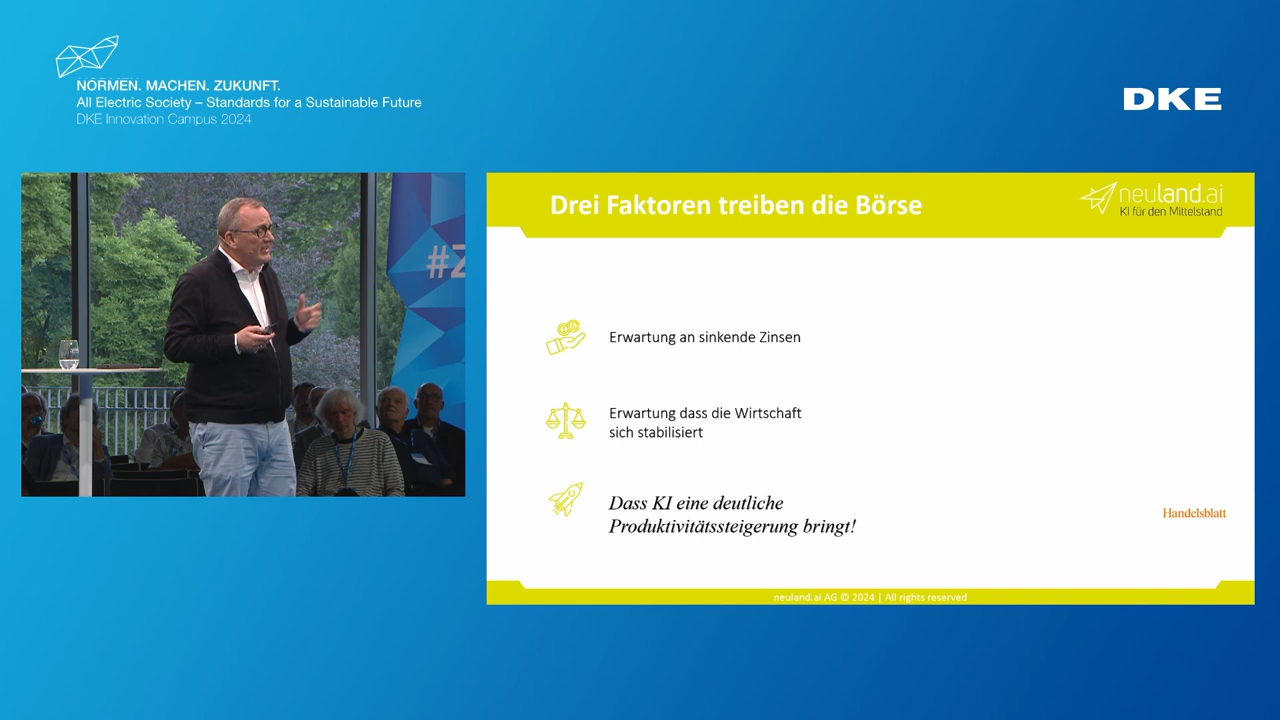 NORMEN. MACHEN. ZUKUNFT.
All Electric Society – Standards for a Sustainable Future
DKE Innovation Campus 2024
DKE
#Z
Drei Faktoren treiben die Börse
neuland.ai
KI für den Mittelstand
Erwartung an sinkende Zinsen
Erwartung dass die Wirtschaft
sich stabilisiert
Dass KI eine deutliche
Produktivitätssteigerung bringt!
Handelsblatt
neuland.ai AG © 2024 | All rights reserved